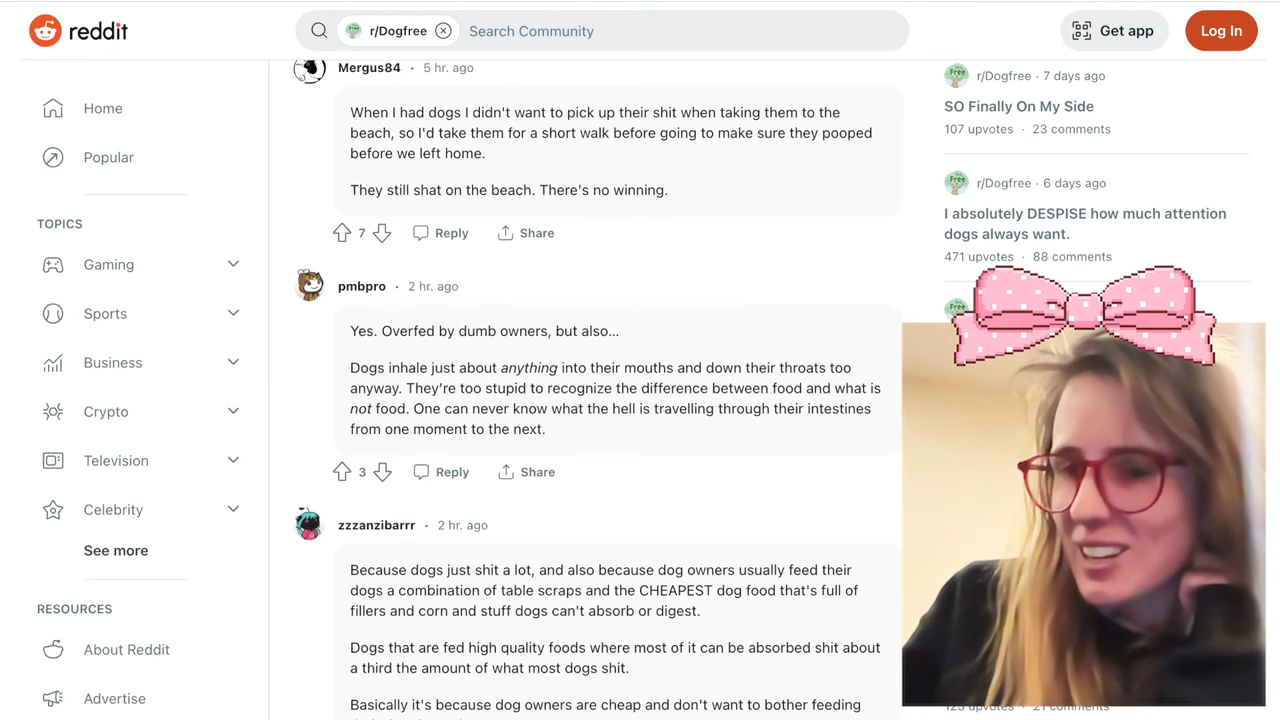 reddit
r/Dogfree
Search Community
Get app
Log In
Home
Popular
TOPICS
Gaming
Sports
Business
Crypto
Television
Celebrity
See more
RESOURCES
About Reddit
Advertise
Mergus84 • 5 hr. ago
When I had dogs I didn't want to pick up their shit when taking them to the
beach, so I'd take them for a short walk before going to make sure they pooped
before we left home.
They still shat on the beach. There's no winning.
7
Reply
Share
pmbpro • 2 hr. ago
Yes. Overfed by dumb owners, but also...
Dogs inhale just about anything into their mouths and down their throats too
anyway. They're too stupid to recognize the difference between food and what is
not food. One can never know what the hell is travelling through their intestines
from one moment to the next.
3
Reply
Share
zzzanzibarrr • 2 hr. ago
Because dogs just shit a lot, and also because dog owners usually feed their
dogs a combination of table scraps and the CHEAPEST dog food that's full of
fillers and corn and stuff dogs can't absorb or digest.
Dogs that are fed high quality foods where most of it can be absorbed shit about
a third the amount of what most dogs shit.
Basically it's because dog owners are cheap and don't want to bother feeding
Free
r/Dogfree · 7 days ago
SO Finally On My Side
107 upvotes · 23 comments
Free
r/Dogfree · 6 days ago
I absolutely DESPISE how much attention
dogs always want.
471 upvotes · 88 comments
Free